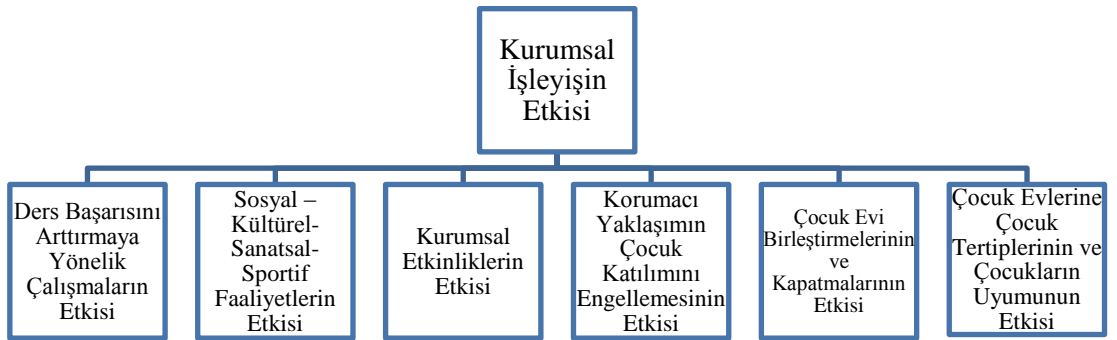 Kurumsal
İşleyişin
Etkisi
Ders Başarısını
Arttırmaya
Yönelik
Çalışmaların
Etkisi
Sosyal –
Kültürel-
Sanatsal-
Sportif
Faaliyetlerin
Etkisi
Kurumsal
Etkinliklerin
Etkisi
Korumacı
Yaklaşımın
Çocuk
Katılımını
Engellemesinin
Etkisi
Çocuk Evi
Birleştirmelerinin
ve
Kapatmalarının
Etkisi
Çocuk Evlerine
Çocuk
Tertiplerinin ve
Çocukların
Uyumunun
Etkisi